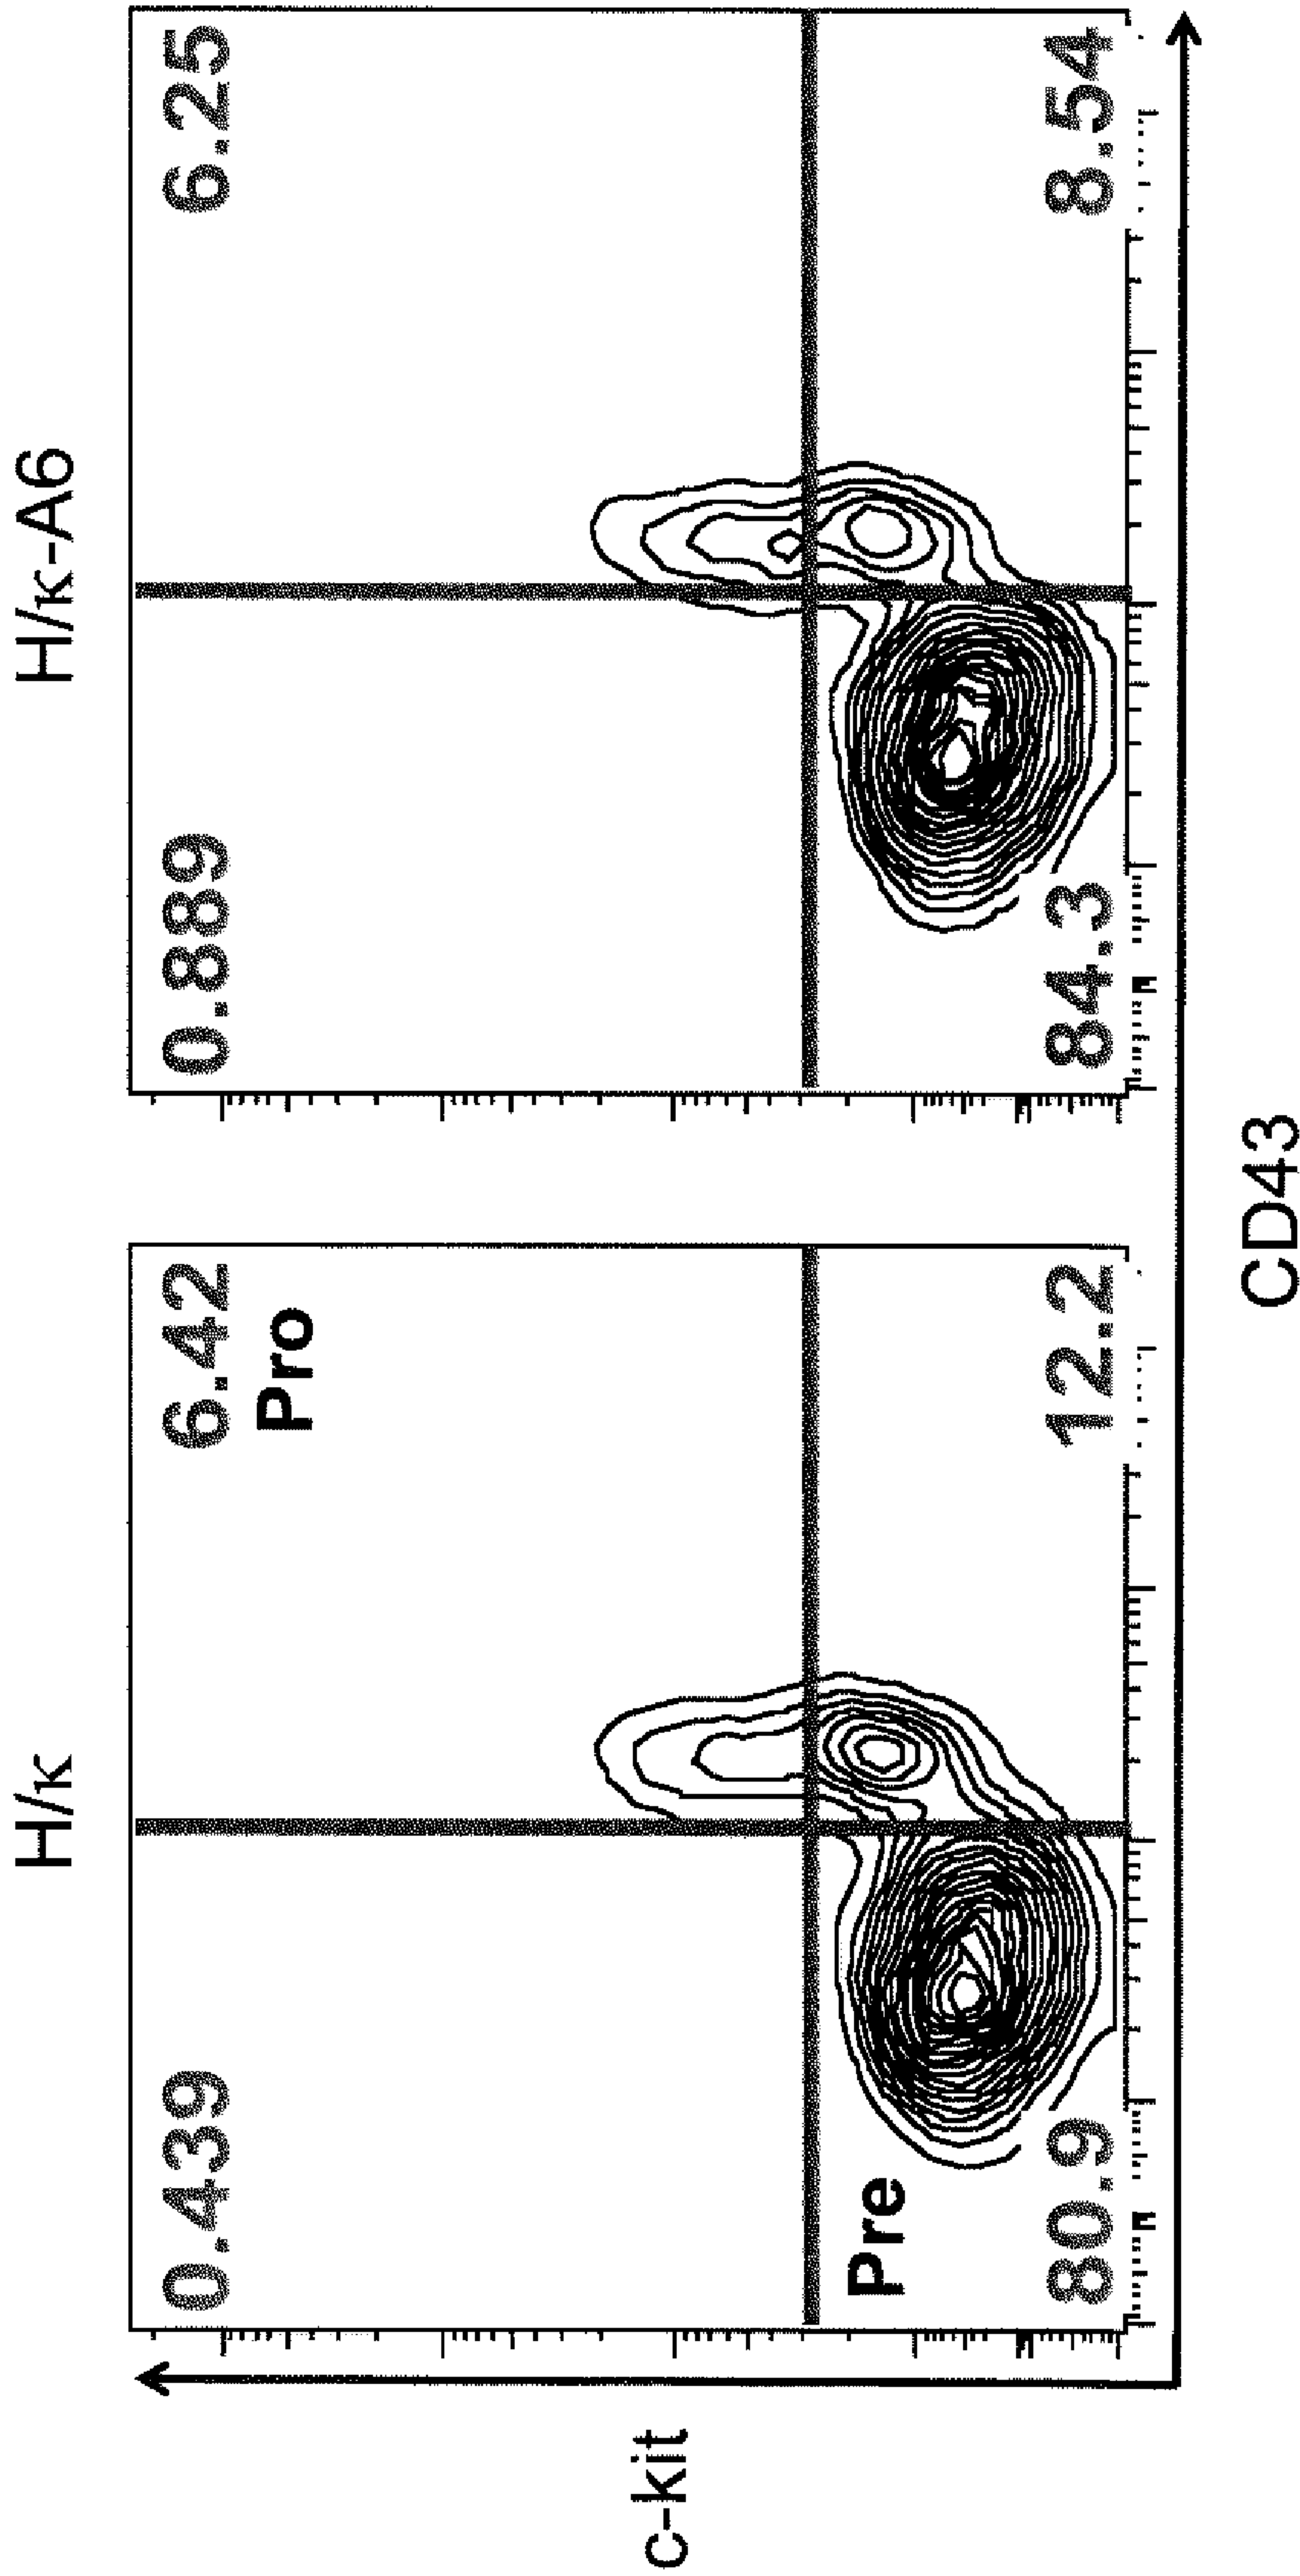 H/κ
H/κ-A6
0.439
6.42
Pro
0.889
6.25
c-kit
Pre
80.9
12.2
84.3
8.54
CD43